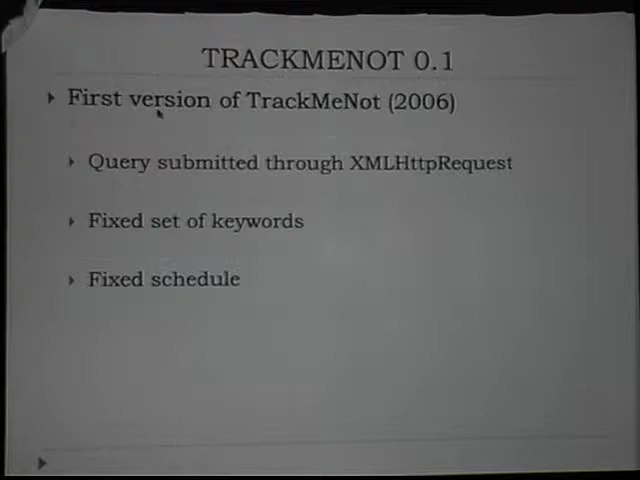 TRACKMENOT 0.1
First version of TrackMeNot (2006)
Query submitted through XMLHttpRequest
Fixed set of keywords
Fixed schedule